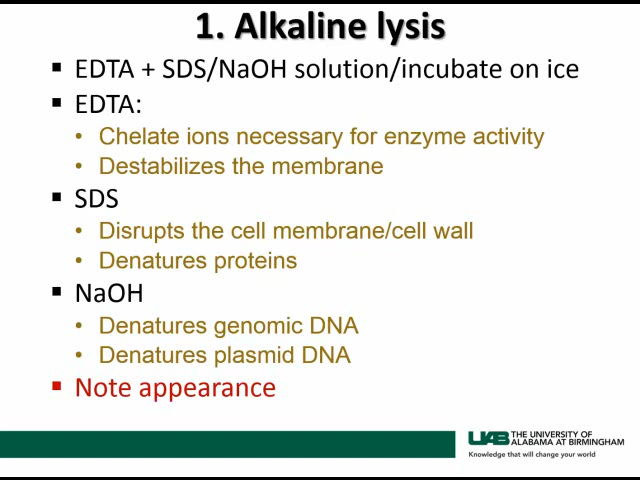 1. Alkaline lysis
▪ EDTA + SDS/NaOH solution/incubate on ice
▪ EDTA:
• Chelate ions necessary for enzyme activity
• Destabilizes the membrane
▪ SDS
• Disrupts the cell membrane/cell wall
• Denatures proteins
▪ NaOH
• Denatures genomic DNA
• Denatures plasmid DNA
▪ Note appearance
UAB THE UNIVERSITY OF
ALABAMA AT BIRMINGHAM
Knowledge that will change your world